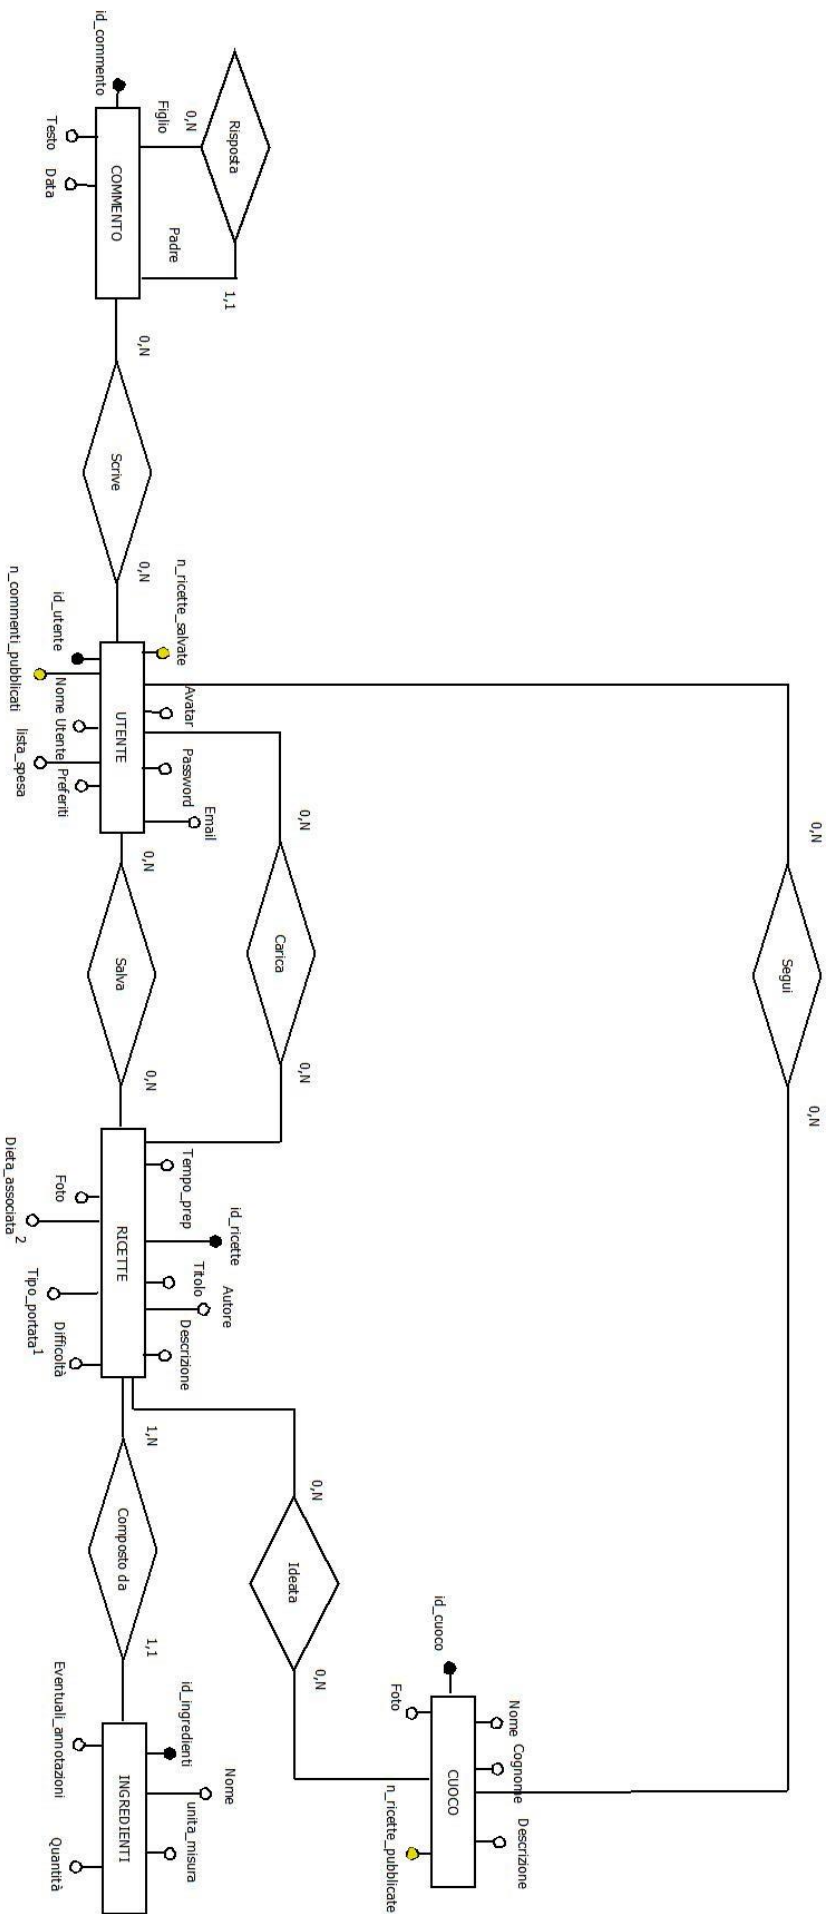 id_commento
Testo
Data
COMMENTO
Figlio
0,N
Risposta
Padre
1,1
0,N
Scrive
0,N
n_ricette_salvate
id_utente
n_commenti_pubblicati
Nome Utente
lista_spesa
Preferiti
UTENTE
Avatar
Password
Email
0,N
Carica
0,N
0,N
Segui
0,N
0,N
Salva
0,N
Tempo_prep
id_ricette
Titolo
Autore
Descrizione
RICETTE
Foto
Dieta_associata 2
Tipo_portata 1
Difficoltà
1,N
Composto da
1,1
0,N
Ideata
0,N
id_cuoco
Foto
Nome
Cognome
Descrizione
CUOCO
n_ricette_pubblicate
id_ingredienti
Nome
unita_misura
INGREDIENTI
Eventuali_annotazioni
Quantità